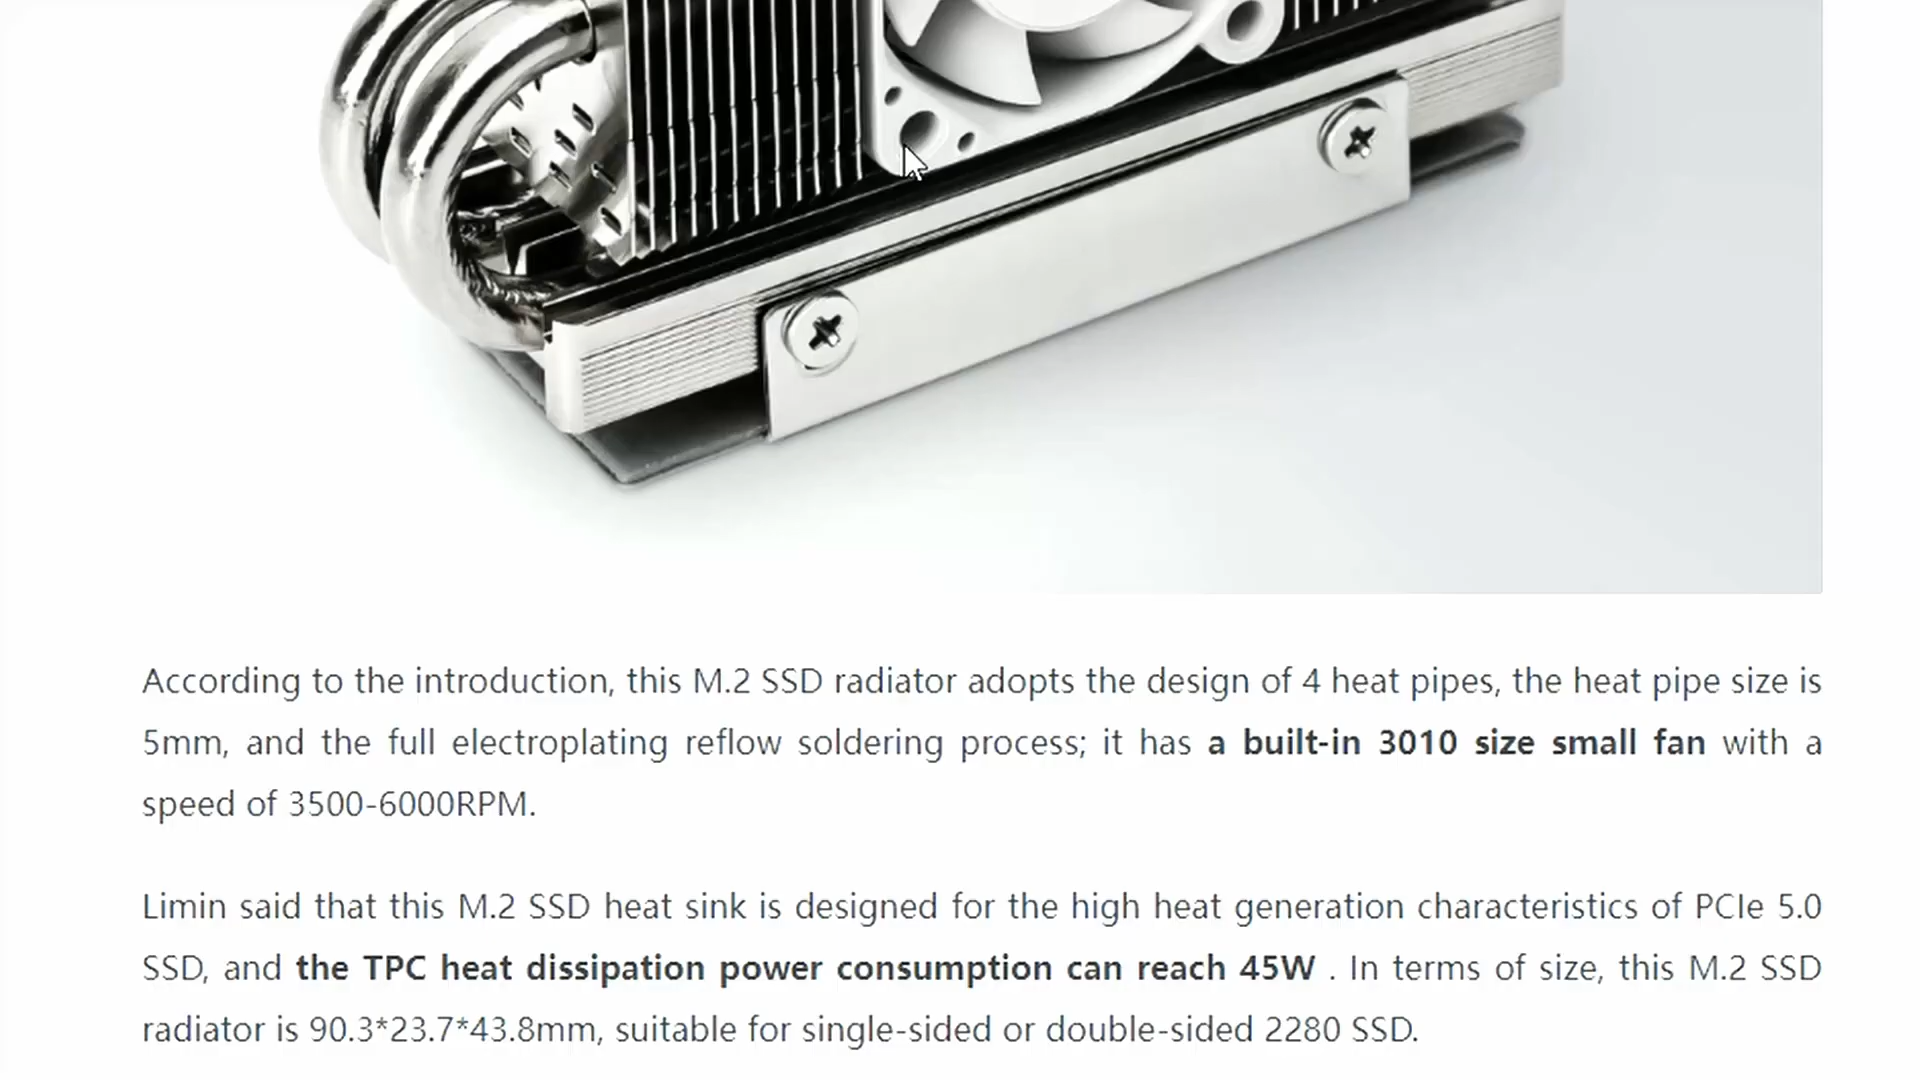 According to the introduction, this M.2 SSD radiator adopts the design of 4 heat pipes, the heat pipe size is
5mm, and the full electroplating reflow soldering process; it has a built-in 3010 size small fan with a
speed of 3500-6000RPM.
Limin said that this M.2 SSD heat sink is designed for the high heat generation characteristics of PCIe 5.0
SSD, and the TPC heat dissipation power consumption can reach 45W . In terms of size, this M.2 SSD
radiator is 90.3*23.7*43.8mm, suitable for single-sided or double-sided 2280 SSD.